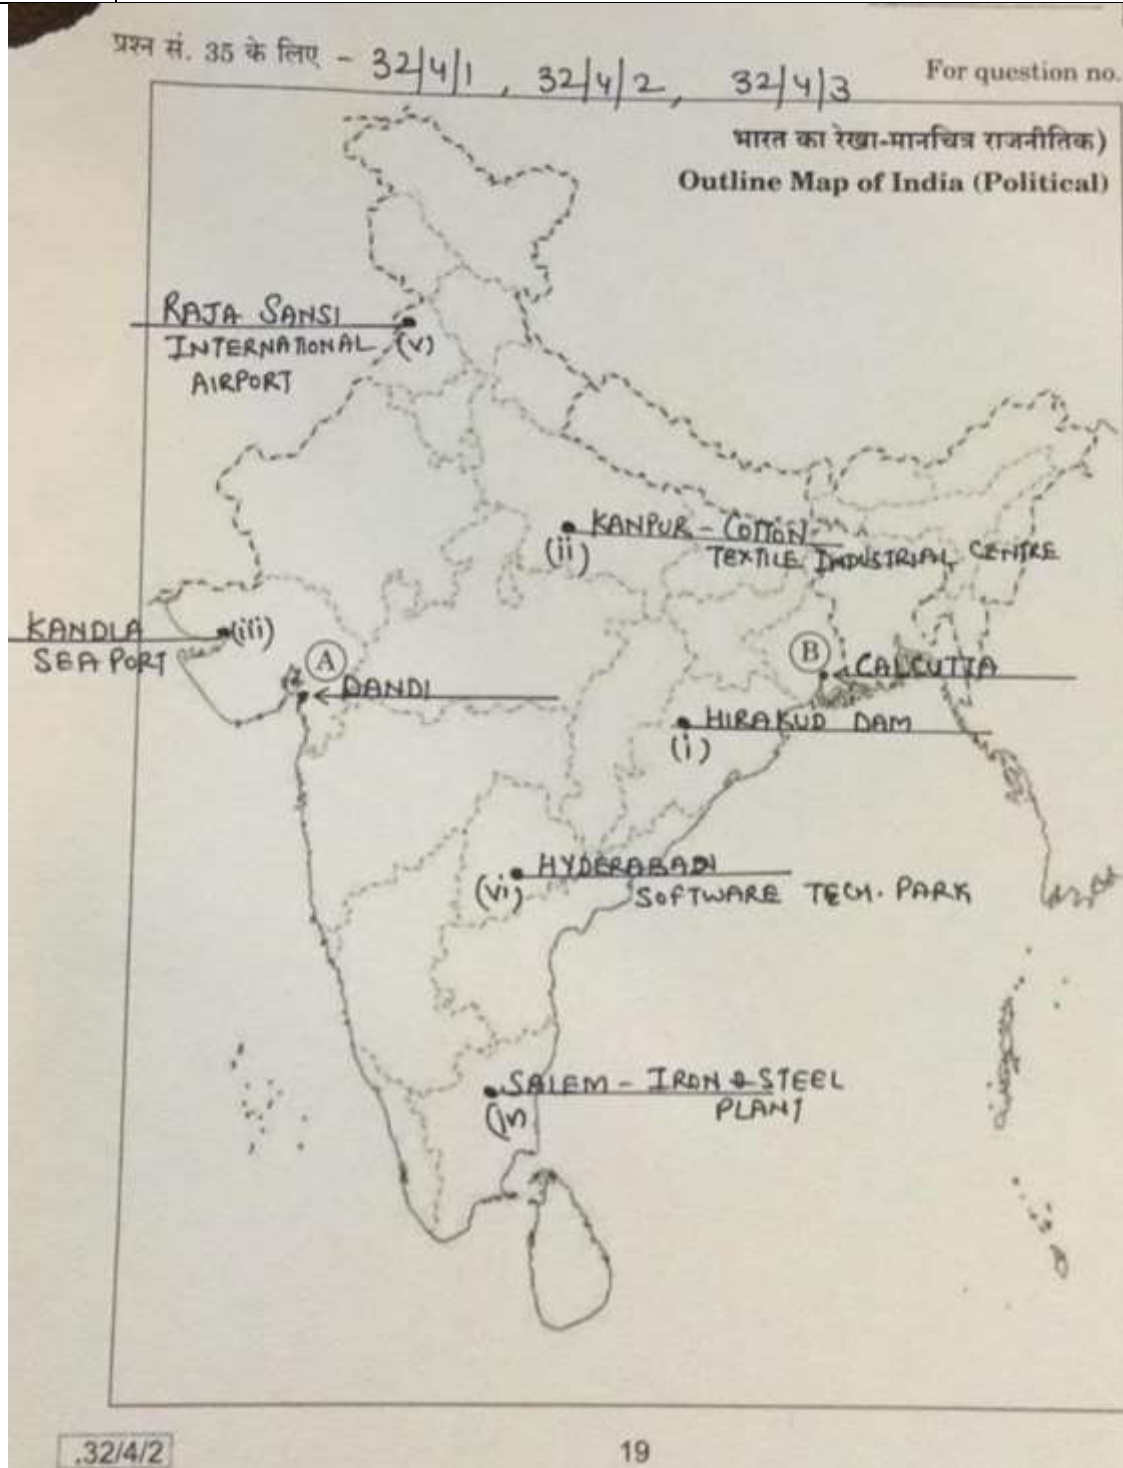 प्रश्न सं. 35 के लिए - 32/4/1, 32/4/2, 32/4/3
For question no.
भारत का रेखा-मानचित्र राजनीतिक)
Outline Map of India (Political)
RAJA SANSI
INTERNATIONAL (v)
AIRPORT
KANPUR - COTTON
(ii) TEXTILE INDUSTRIAL CENTRE
KANDLA (iii)
SEA PORT
A
B
CALCUTTA
DANDI
HIRAKUD DAM
(i)
HYDERABAD
(vi) SOFTWARE TECH. PARK
SALEM - IRON & STEEL
(iv) PLANT
.32/4/2
19